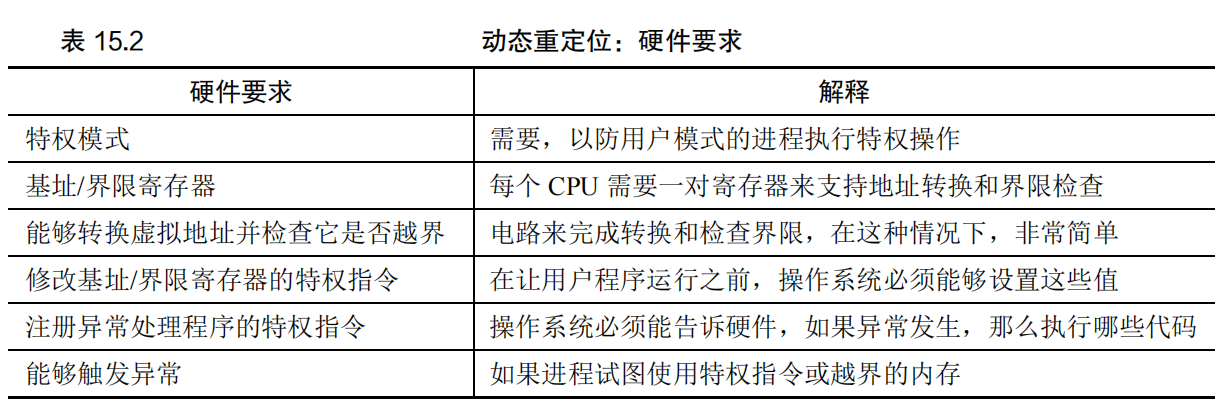 表 15.2 动态重定位：硬件要求
硬件要求 解释
特权模式 需要，以防用户模式的进程执行特权操作
基址/界限寄存器 每个 CPU 需要一对寄存器来支持地址转换和界限检查
能够转换虚拟地址并检查它是否越界 电路来完成转换和检查界限，在这种情况下，非常简单
修改基址/界限寄存器的特权指令 在让用户程序运行之前，操作系统必须能够设置这些值
注册异常处理程序的特权指令 操作系统必须能告诉硬件，如果异常发生，那么执行哪些代码
能够触发异常 如果进程试图使用特权指令或越界的内存